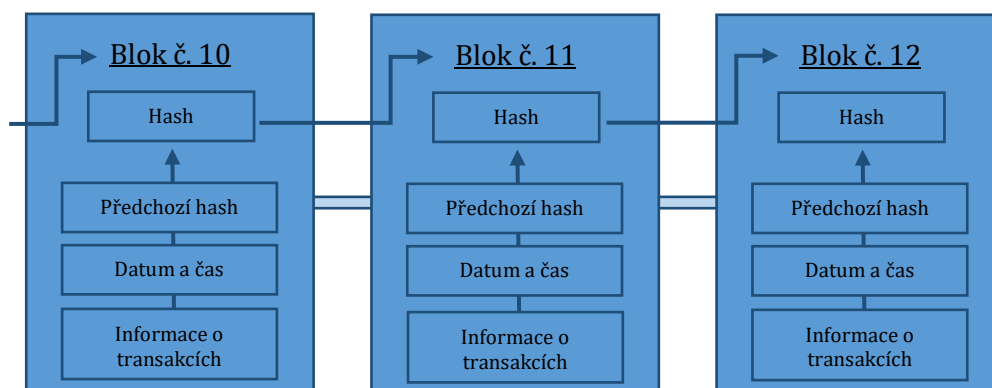 Blok č. 10
Hash
Předchozí hash
Datum a čas
Informace o
transakcích
Blok č. 11
Hash
Předchozí hash
Datum a čas
Informace o
transakcích
Blok č. 12
Hash
Předchozí hash
Datum a čas
Informace o
transakcích